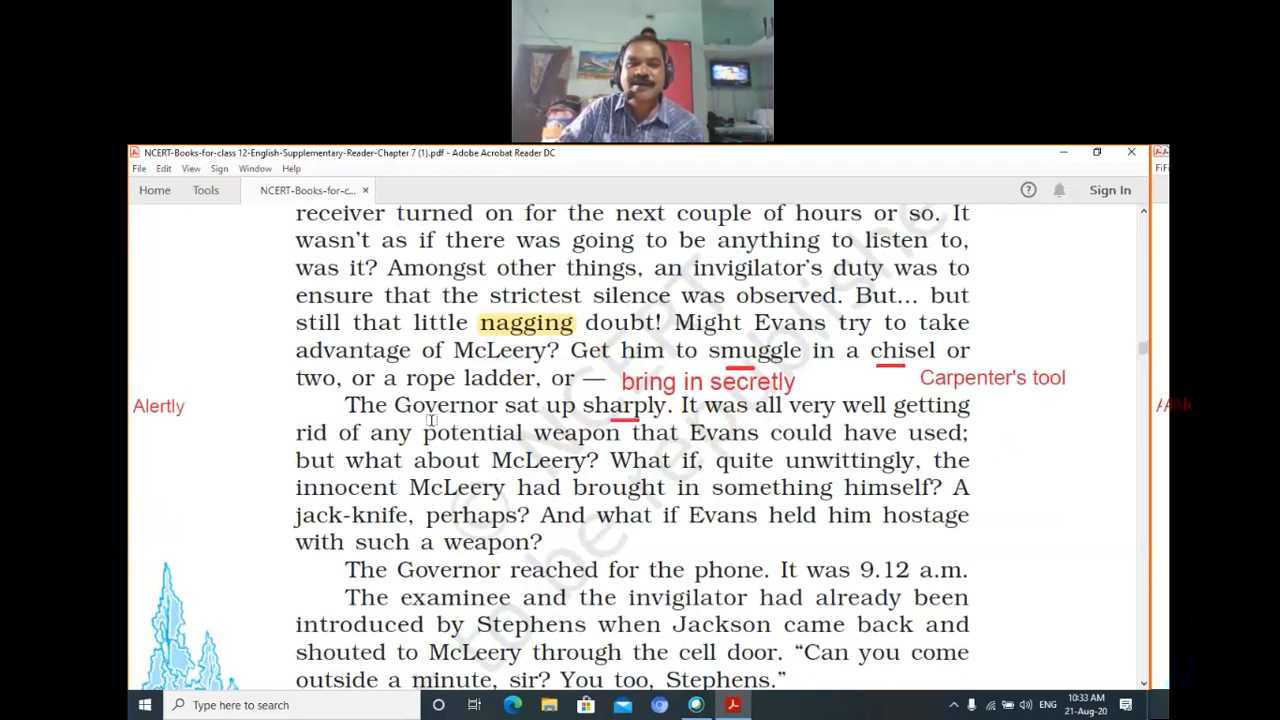 NCERT-Books-for-class 12-English-Supplementary-Reader-Chapter 7 (1).pdf - Adobe Acrobat Reader DC
File Edit View Sign Window Help
Home Tools NCERT-Books-for-c... × Sign In
receiver turned on for the next couple of hours or so. It
wasn't as if there was going to be anything to listen to,
was it? Amongst other things, an invigilator's duty was to
ensure that the strictest silence was observed. But... but
still that little nagging doubt! Might Evans try to take
advantage of McLeery? Get him to smuggle in a chisel or
two, or a rope ladder, or —
bring in secretly
Carpenter's tool
Alertly
The Governor sat up sharply. It was all very well getting
rid of any potential weapon that Evans could have used;
but what about McLeery? What if, quite unwittingly, the
innocent McLeery had brought in something himself? A
jack-knife, perhaps? And what if Evans held him hostage
with such a weapon?
The Governor reached for the phone. It was 9.12 a.m.
The examinee and the invigilator had already been
introduced by Stephens when Jackson came back and
shouted to McLeery through the cell door. “Can you come
outside a minute, sir? You too, Stephens.”
© NCERT
to be republishe
Type here to search
ENG
10:33 AM
21-Aug-20